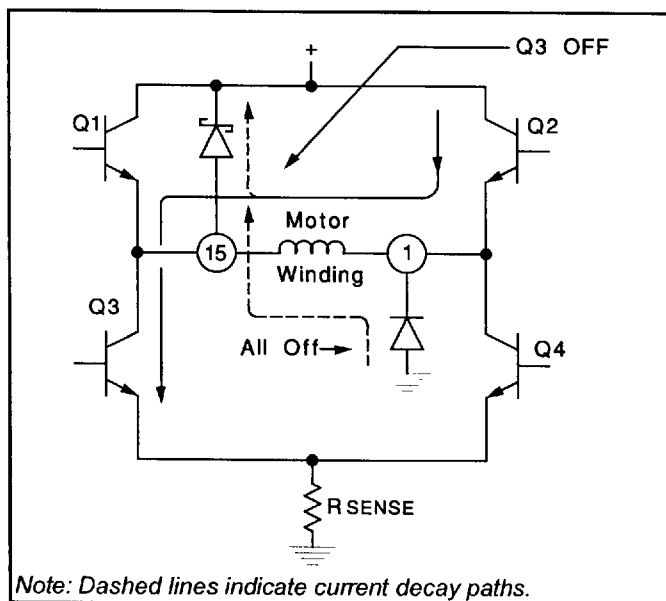 +
Q3 OFF
Q1
Q2
Motor
15
1
Winding
Q3
All Off
Q4
RSENSE
Note: Dashed lines indicate current decay paths.